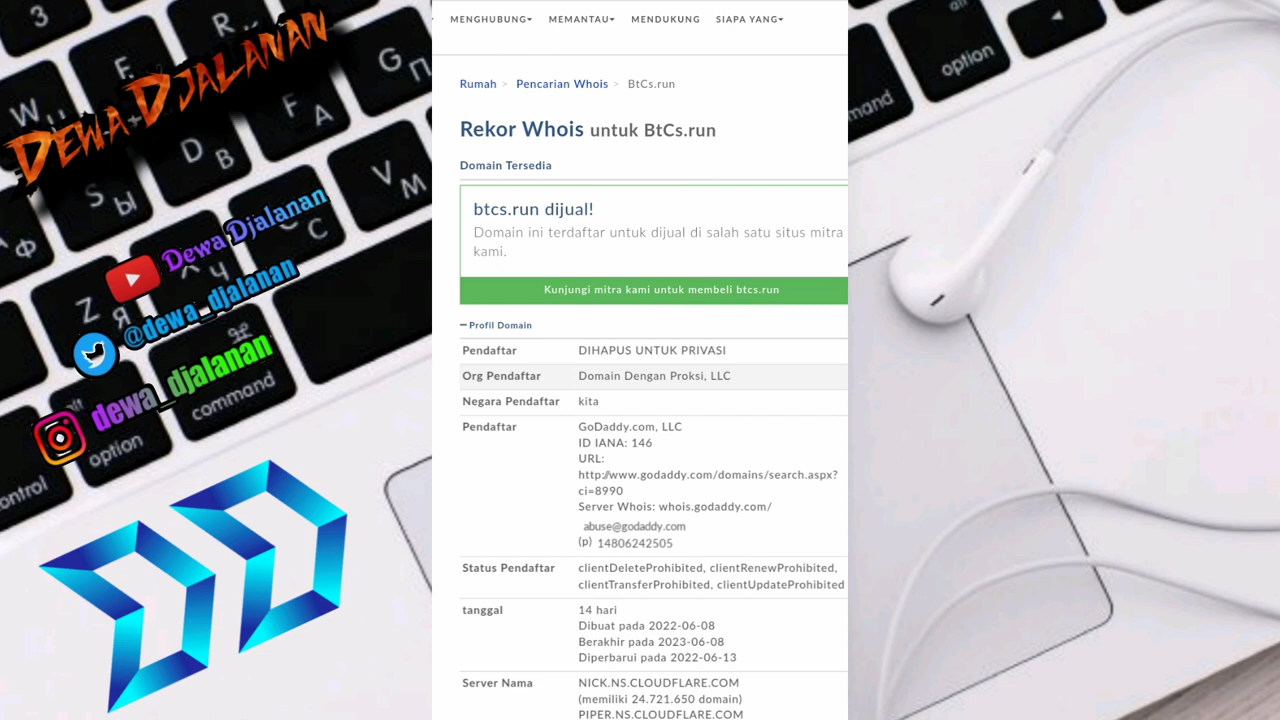 DEWA DJALANAN
Dewa Djalanan
@dewa_djalanan
dewa_djalanan
MENGHUBUNG
MEMANTAU
MENDUKUNG
SIAPA YANG
Rumah > Pencarian Whois > BtCs.run
Rekor Whois untuk BtCs.run
Domain Tersedia
btcs.run dijual!
Domain ini terdaftar untuk dijual di salah satu situs mitra
kami.
Kunjungi mitra kami untuk membeli btcs.run
Profil Domain
Pendaftar DIHAPUS UNTUK PRIVASI
Org Pendaftar Domain Dengan Proksi, LLC
Negara Pendaftar kita
Pendaftar GoDaddy.com, LLC
ID IANA: 146
URL:
http://www.godaddy.com/domains/search.aspx?
ci=8990
Server Whois: whois.godaddy.com/
abuse@godaddy.com
(p) 14806242505
Status Pendaftar clientDeleteProhibited, clientRenewProhibited,
clientTransferProhibited, clientUpdateProhibited
tanggal 14 hari
Dibuat pada 2022-06-08
Berakhir pada 2023-06-08
Diperbarui pada 2022-06-13
Server Nama NICK.NS.CLOUDFLARE.COM
(memiliki 24.721.650 domain)
PIPER.NS.CLOUDFLARE.COM
option
command
option